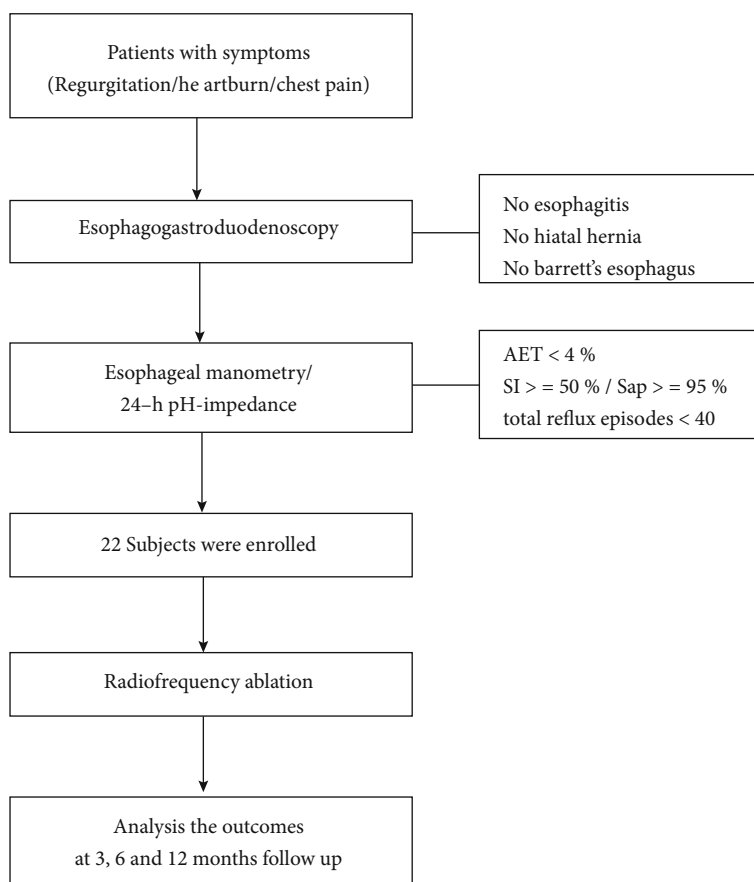 Patients with symptoms
(Regurgitation/he artburn/chest pain)
Esophagogastroduodenoscopy
No esophagitis
No hiatal hernia
No barrett's esophagus
Esophageal manometry/
24–h pH-impedance
AET < 4 %
SI > = 50 % / Sap > = 95 %
total reflux episodes < 40
22 Subjects were enrolled
Radiofrequency ablation
Analysis the outcomes
at 3, 6 and 12 months follow up